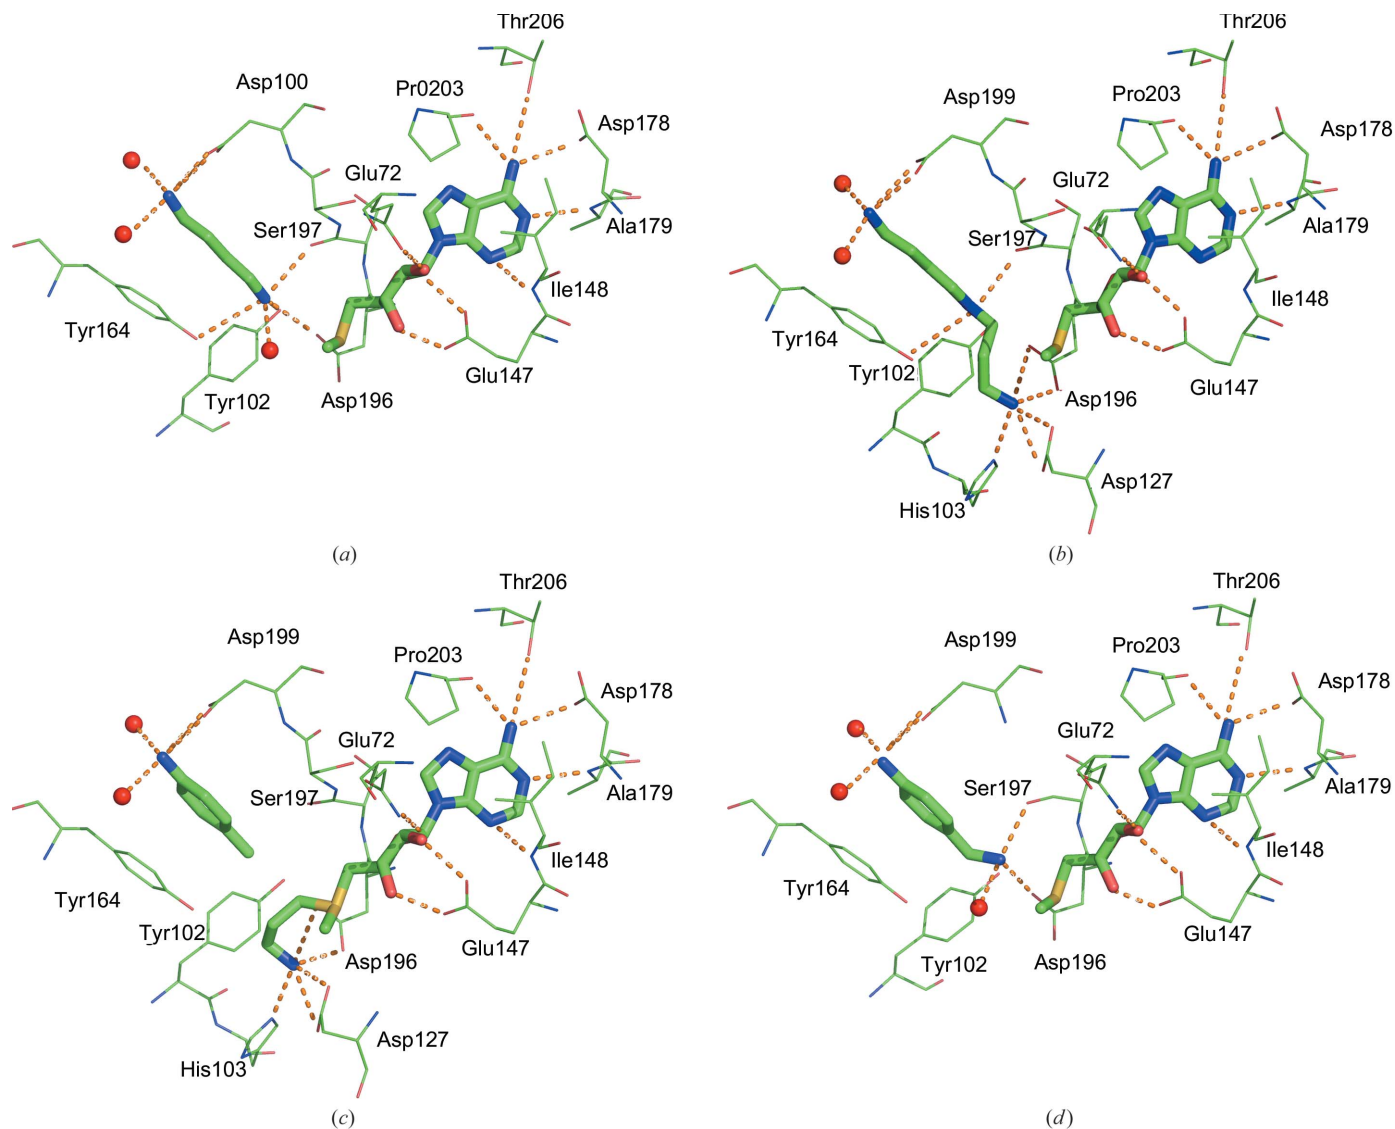 Thr206
Asp100
Pr0203
Asp178
Glu72
Ser197
Ala179
Ile148
Tyr164
Glu147
Tyr102
Asp196
(a)
Thr206
Asp199
Pro203
Asp178
Glu72
Ser197
Ala179
Ile148
Tyr164
Tyr102
Glu147
Asp196
Asp127
His103
(b)
Thr206
Asp199
Pro203
Asp178
Glu72
Ser197
Ala179
Ile148
Tyr164
Tyr102
Glu147
Asp196
Asp127
His103
(c)
Thr206
Asp199
Pro203
Asp178
Glu72
Ser197
Ala179
Ile148
Tyr164
Glu147
Tyr102
Asp196
(d)